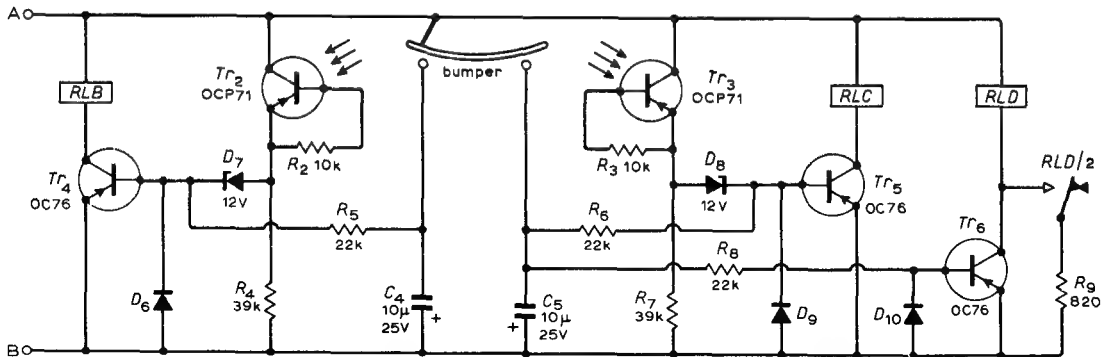 A
bumper
Tr2
OCP71
Tr3
OCP71
RLB
RLC
RLD
R2 10k
R3 10k
RLD/2
D7
12V
D8
12V
Tr4
OC76
Tr5
OC76
R5
22k
R6
22k
Tr6
OC76
R8
22k
D6
R4
39k
C4
10μ
25V
+
C5
10μ
25V
+
R7
39k
D9
D10
R9
820
B